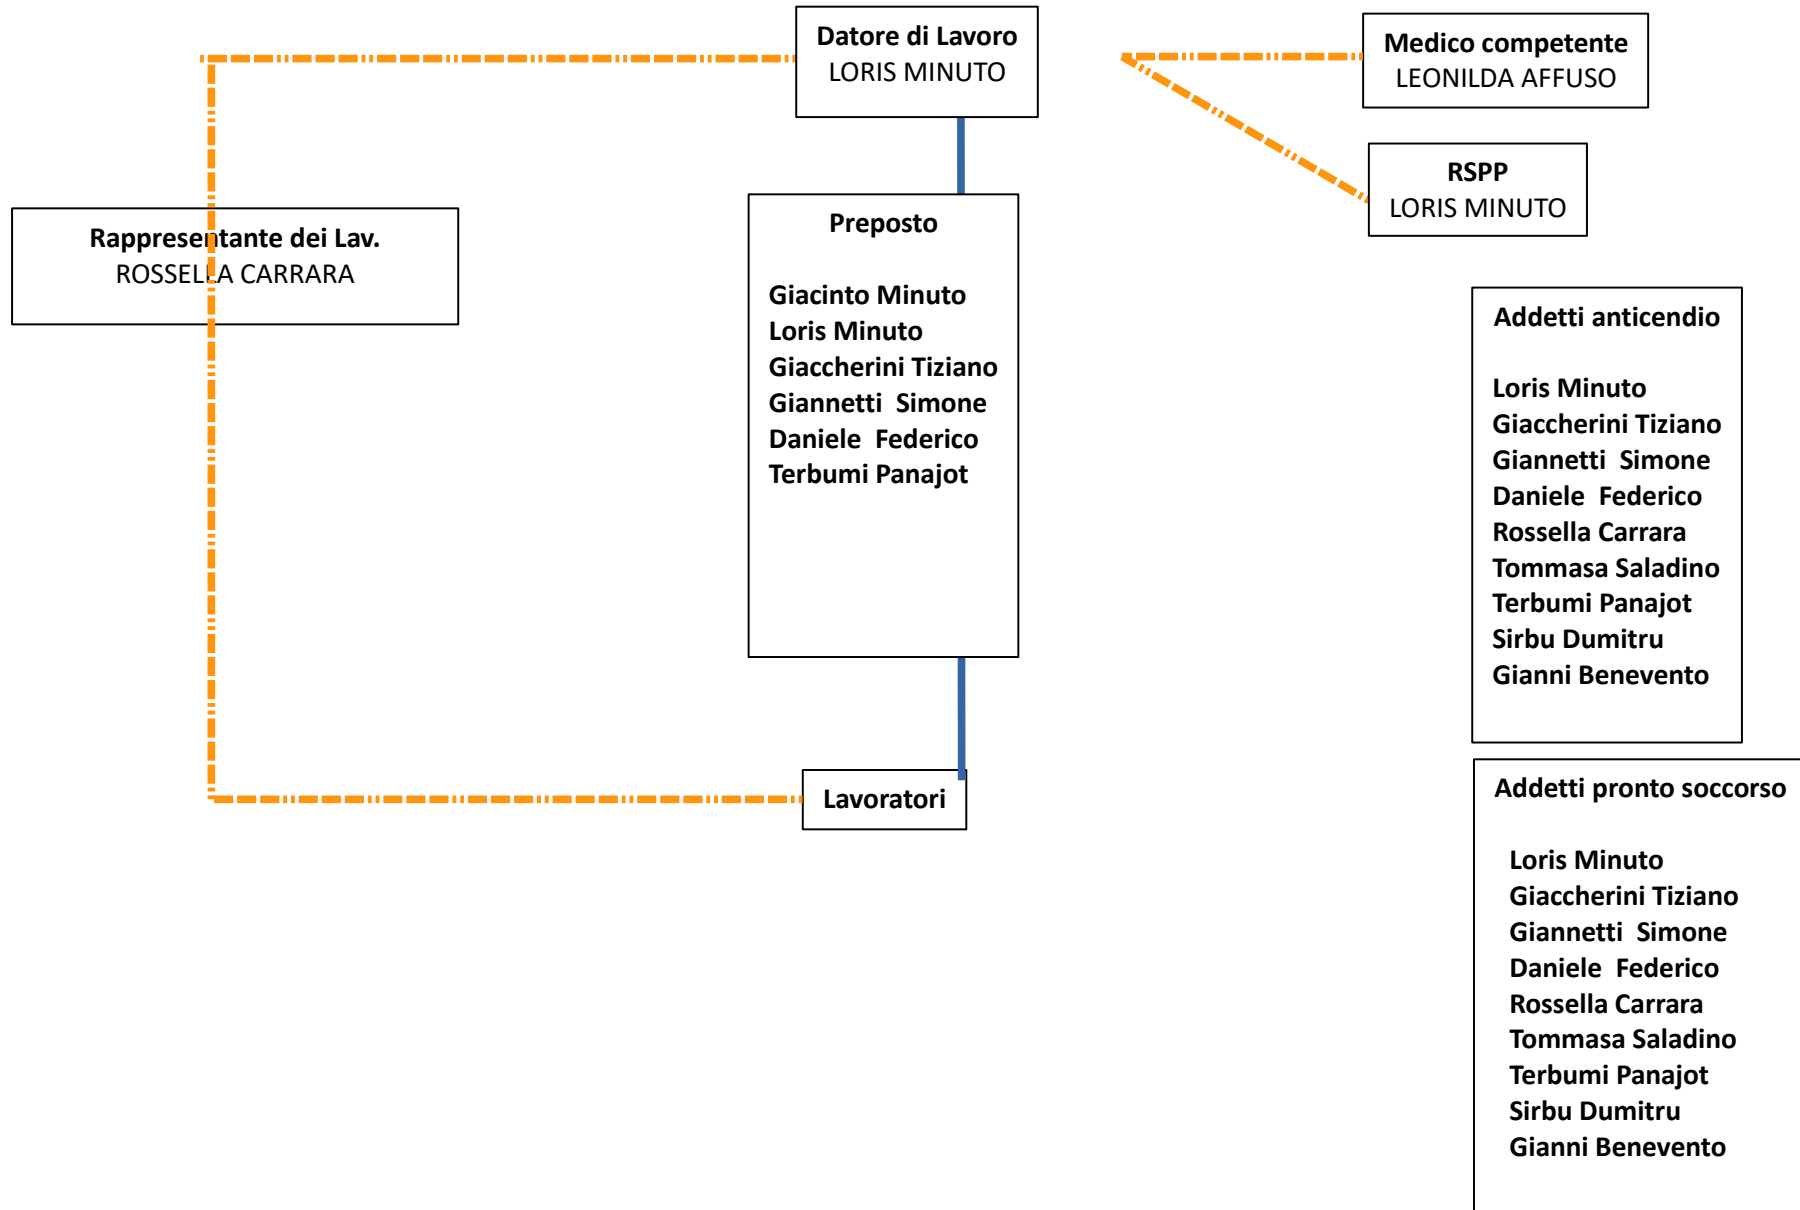 Datore di Lavoro
LORIS MINUTO
Medico competente
LEONILDA AFFUSO
RSPP
LORIS MINUTO
Rappresentante dei Lav.
ROSSELLA CARRARA
Preposto
Giacinto Minuto
Loris Minuto
Giaccherini Tiziano
Giannetti  Simone
Daniele  Federico
Terbumi Panajot
Addetti anticendio
Loris Minuto
Giaccherini Tiziano
Giannetti  Simone
Daniele  Federico
Rossella Carrara
Tommasa Saladino
Terbumi Panajot
Sirbu Dumitru
Gianni Benevento
Lavoratori
Addetti pronto soccorso
Loris Minuto
Giaccherini Tiziano
Giannetti  Simone
Daniele  Federico
Rossella Carrara
Tommasa Saladino
Terbumi Panajot
Sirbu Dumitru
Gianni Benevento